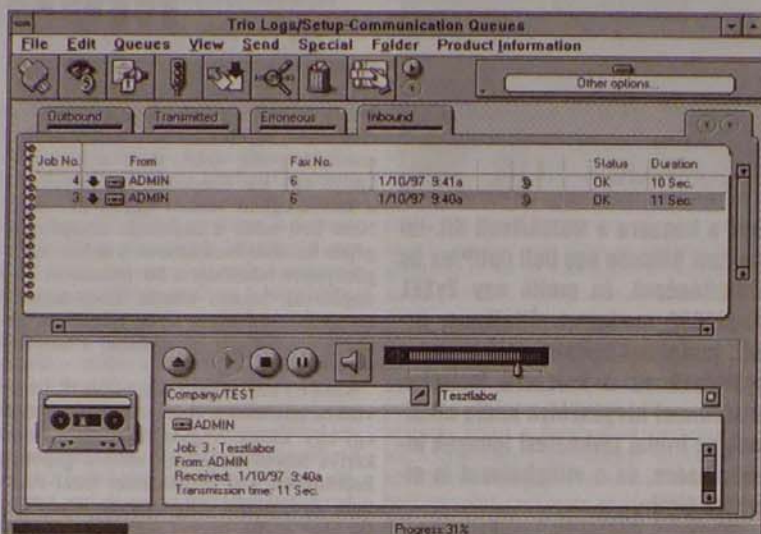 Trio Logs/Setup-Communication Queues
File Edit Queues View Send Special Folder Product Information
Other options...
Outbound Transmitted Erroneous Inbound
Job No. From Fax No. Status Duration
4 ADMIN 6 1/10/97 9:41a OK 10 Sec.
3 ADMIN 6 1/10/97 9:40a OK 11 Sec.
Company/TEST Tesztlabor
ADMIN
Job: 3 - Tesztlabor
From: ADMIN
Received: 1/10/97 9:40a
Transmission time: 11 Sec.
Progress 31%